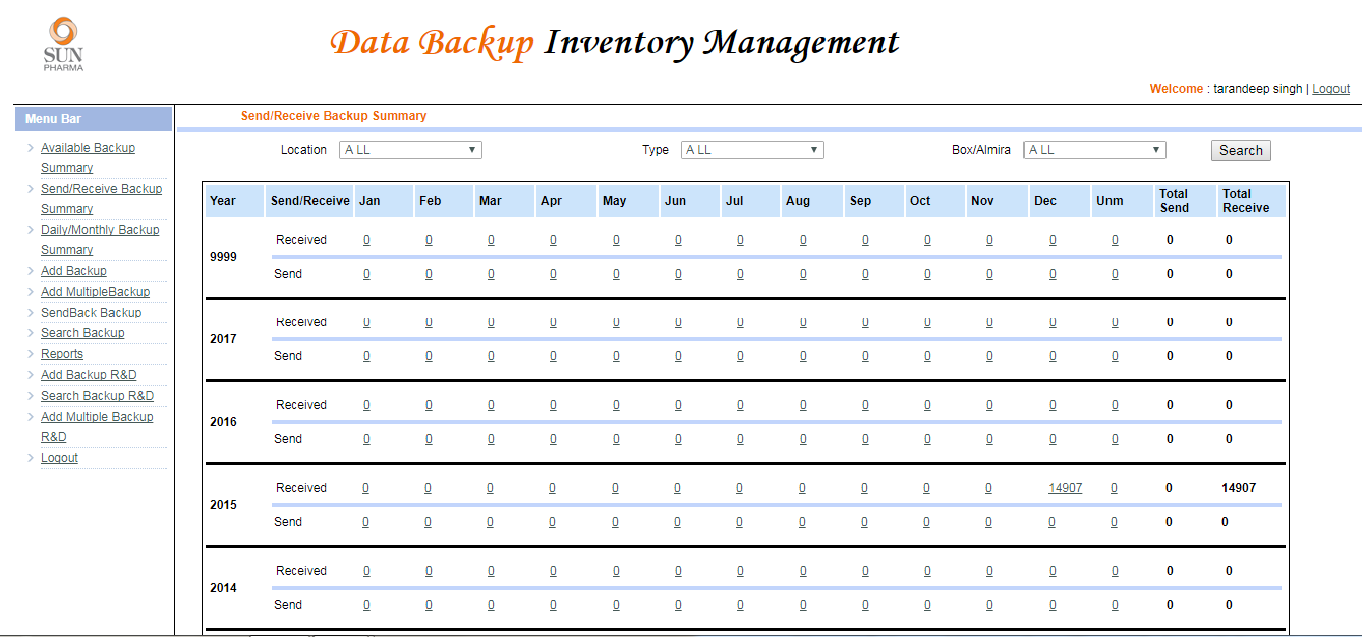 SUN
PHARMA
Data Backup Inventory Management
Welcome : tarandeep singh | Logout
Menu Bar
Available Backup
Summary
Send/Receive Backup
Summary
Daily/Monthly Backup
Summary
Add Backup
Add MultipleBackup
SendBack Backup
Search Backup
Reports
Add Backup R&D
Search Backup R&D
Add Multiple Backup
R&D
Logout
Send/Receive Backup Summary
Location A LL Type A LL Box/Almira A LL Search
Year Send/Receive Jan Feb Mar Apr May Jun Jul Aug Sep Oct Nov Dec Unm Total Send Total Receive
9999
Received 0 0 0 0 0 0 0 0 0 0 0 0 0 0 0
Send 0 0 0 0 0 0 0 0 0 0 0 0 0 0 0
2017
Received 0 0 0 0 0 0 0 0 0 0 0 0 0 0 0
Send 0 0 0 0 0 0 0 0 0 0 0 0 0 0 0
2016
Received 0 0 0 0 0 0 0 0 0 0 0 0 0 0 0
Send 0 0 0 0 0 0 0 0 0 0 0 0 0 0 0
2015
Received 0 0 0 0 0 0 0 0 0 0 0 14907 0 0 14907
Send 0 0 0 0 0 0 0 0 0 0 0 0 0 0 0
2014
Received 0 0 0 0 0 0 0 0 0 0 0 0 0 0 0
Send 0 0 0 0 0 0 0 0 0 0 0 0 0 0 0